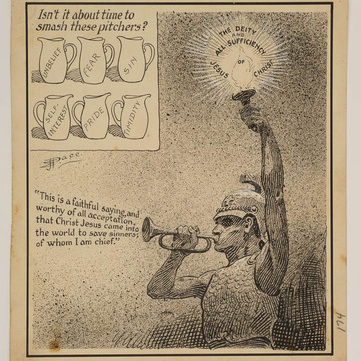 Isn't it about time to
smash these pitchers?
UNBELIEF
FEAR
SIN
SELF-
INTEREST
PRIDE
TIMIDITY
EJPACE
THE DEITY
AND
ALL-SUFFICIENCY
OF
JESUS CHRIST
"This is a faithful saying, and
worthy of all acceptation,
that Christ Jesus came into
the world to save sinners;
of whom I am chief."
194